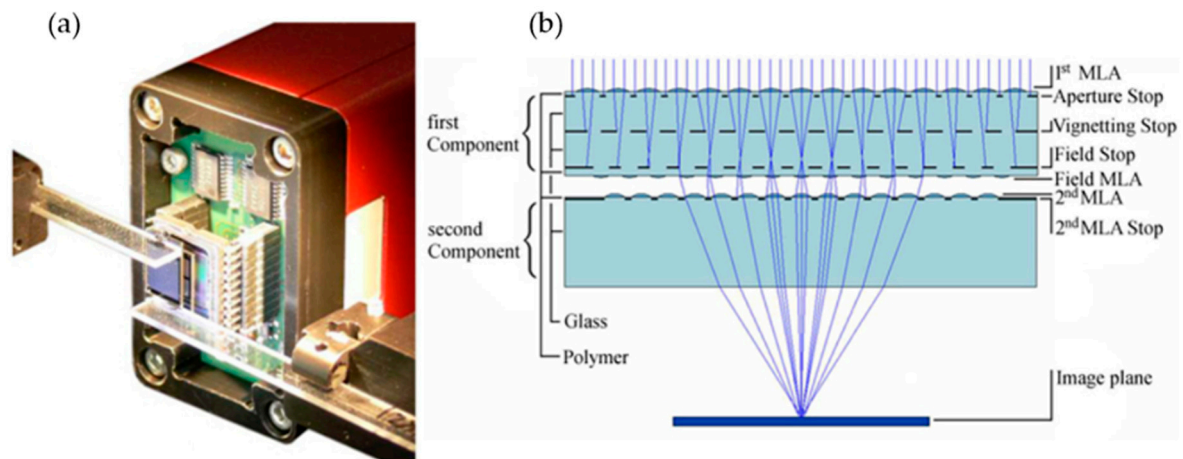 (a)
(b)
1st MLA
Aperture Stop
Vignetting Stop
Field Stop
Field MLA
2nd MLA
2nd MLA Stop
first
Component
second
Component
Glass
Polymer
Image plane